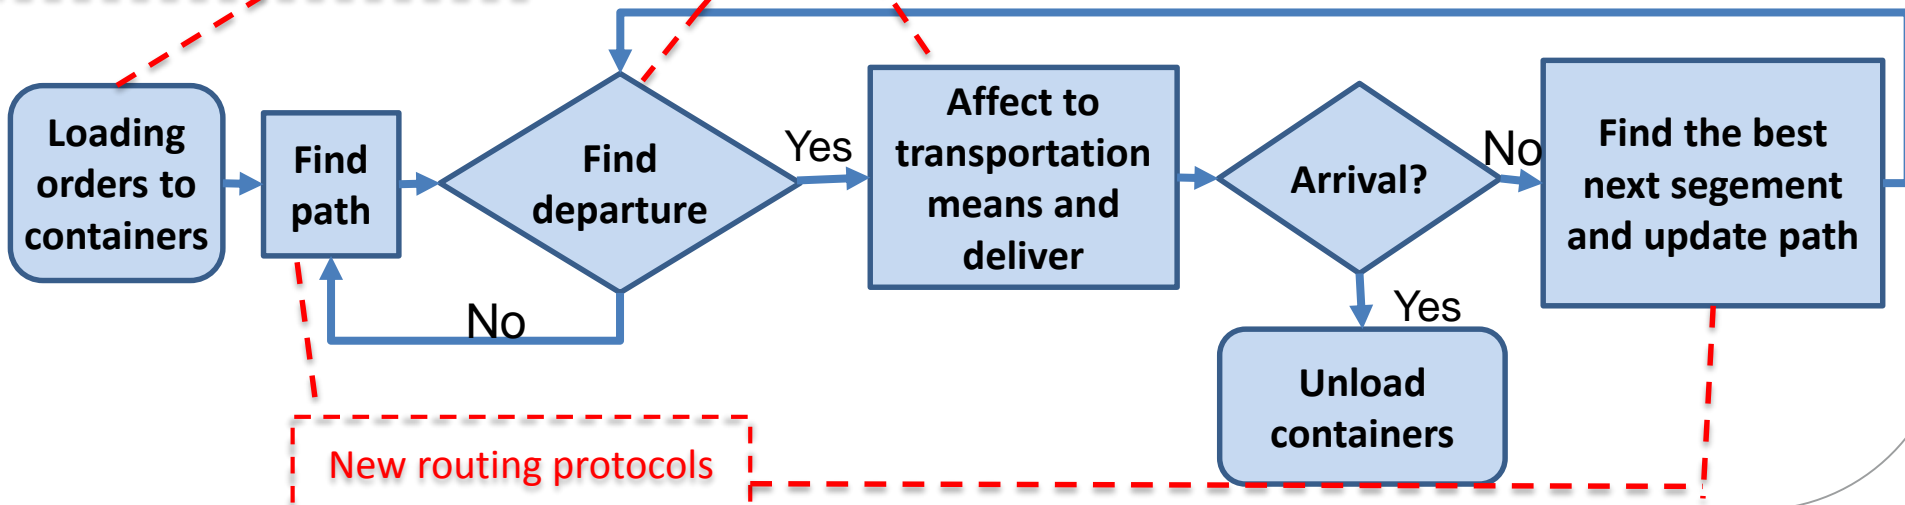 Loading
orders to
containers
Find
path
Find
departure
Yes
No
Affect to
transportation
means and
deliver
Arrival?
No
Yes
Find the best
next segement
and update path
Unload
containers
New routing protocols